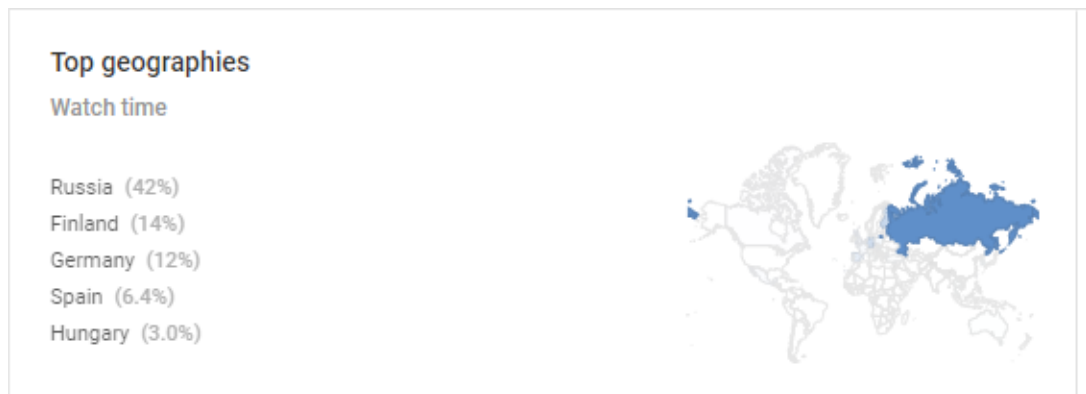 Top geographies
Watch time
Russia (42%)
Finland (14%)
Germany (12%)
Spain (6.4%)
Hungary (3.0%)